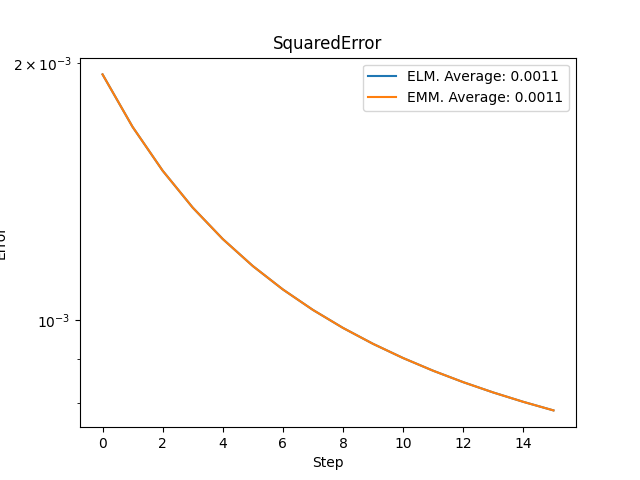 SquaredError
2 × 10⁻³
10⁻³
Error
ELM. Average: 0.0011
EMM. Average: 0.0011
0 2 4 6 8 10 12 14
Step